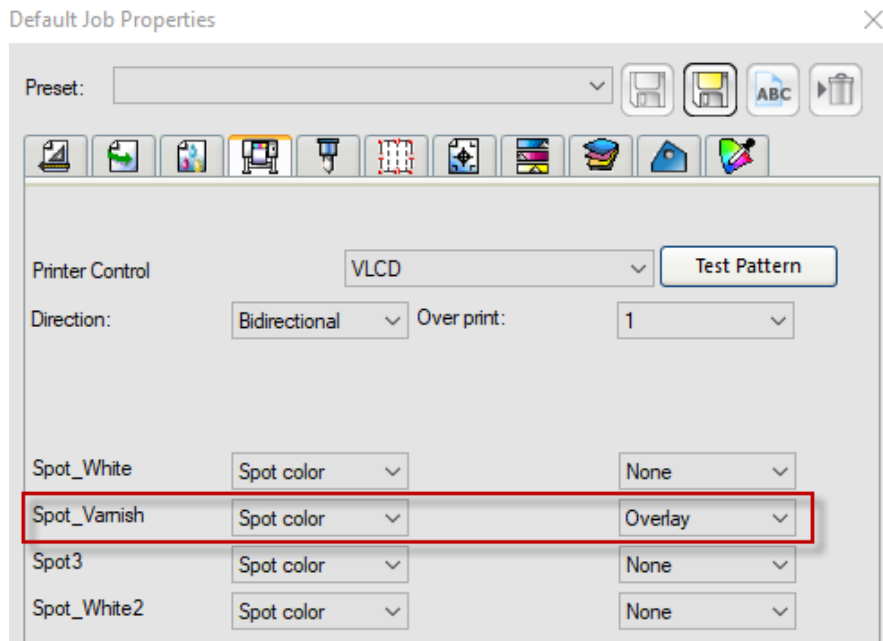 Default Job Properties
Preset:
ABC
Printer Control VLCD Test Pattern
Direction: Bidirectional Over print: 1
Spot_White Spot color None
Spot_Varnish Spot color Overlay
Spot3 Spot color None
Spot_White2 Spot color None